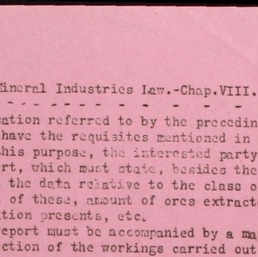 ineral Industries Law.-Chap.VIII.
- - - - - - - - - -
ation referred to by the precedin
have the requisites mentioned in
his purpose, the interested party
rt, which must state, besides the
the data relative to the class o
of these, amount of ores extract
tion presents, etc.
eport must be accompanied by a ma
ction of the workings carried out